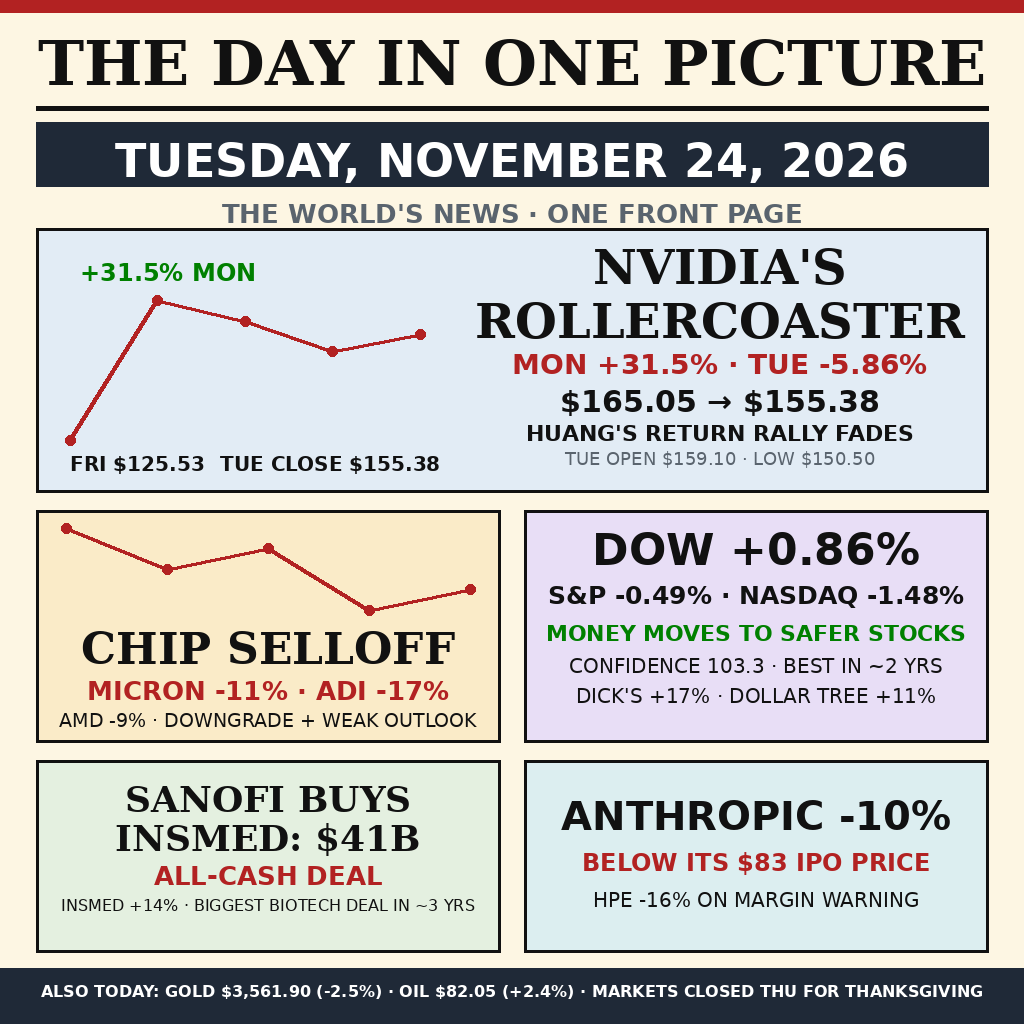 THE DAY IN ONE PICTURE
TUESDAY, NOVEMBER 24, 2026
THE WORLD'S NEWS · ONE FRONT PAGE
+31.5% MON
FRI $125.53 TUE CLOSE $155.38
NVIDIA'S
ROLLERCOASTER
MON +31.5% · TUE -5.86%
$165.05 → $155.38
HUANG'S RETURN RALLY FADES
TUE OPEN $159.10 · LOW $150.50
CHIP SELLOFF
MICRON -11% · ADI -17%
AMD -9% · DOWNGRADE + WEAK OUTLOOK
DOW +0.86%
S&P -0.49% · NASDAQ -1.48%
MONEY MOVES TO SAFER STOCKS
CONFIDENCE 103.3 · BEST IN ~2 YRS
DICK'S +17% · DOLLAR TREE +11%
SANOFI BUYS
INSMED: $41B
ALL-CASH DEAL
INSMED +14% · BIGGEST BIOTECH DEAL IN ~3 YRS
ANTHROPIC -10%
BELOW ITS $83 IPO PRICE
HPE -16% ON MARGIN WARNING
ALSO TODAY: GOLD $3,561.90 (-2.5%) · OIL $82.05 (+2.4%) · MARKETS CLOSED THU FOR THANKSGIVING